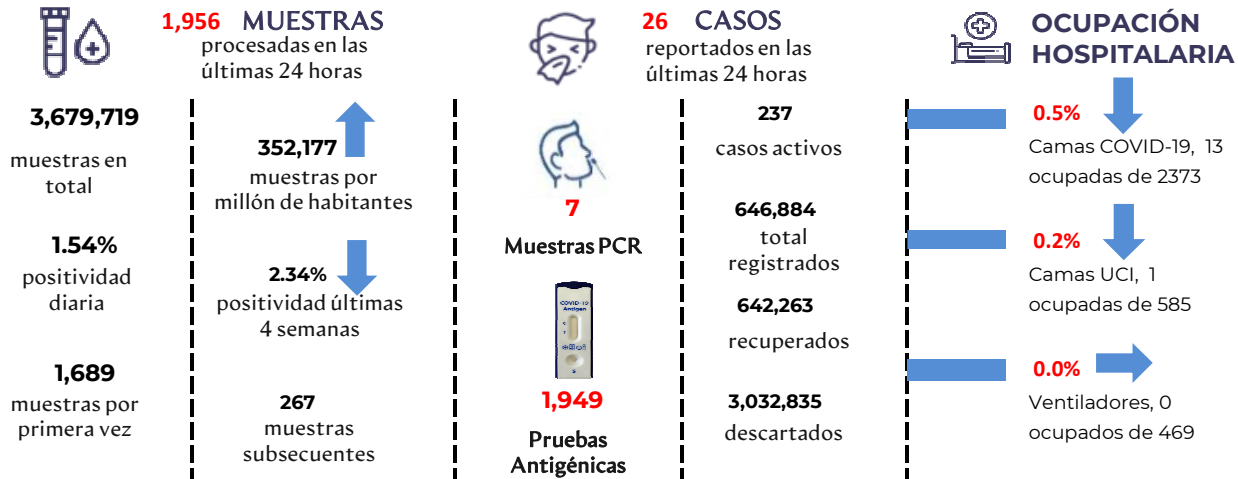 1,956 MUESTRAS
procesadas en las
últimas 24 horas
3,679,719
muestras en
total
1.54%
positividad
diaria
1,689
muestras por
primera vez
352,177
muestras por
millón de habitantes
2.34%
positividad últimas
4 semanas
267
muestras
subsecuentes
26 CASOS
reportados en las
últimas 24 horas
7
Muestras PCR
COVID-19
Antigen
C
T
S
1,949
Pruebas
Antigénicas
237
casos activos
646,884
total
registrados
642,263
recuperados
3,032,835
descartados
OCUPACIÓN
HOSPITALARIA
0.5%
Camas COVID-19, 13
ocupadas de 2373
0.2%
Camas UCI, 1
ocupadas de 585
0.0%
Ventiladores, 0
ocupados de 469